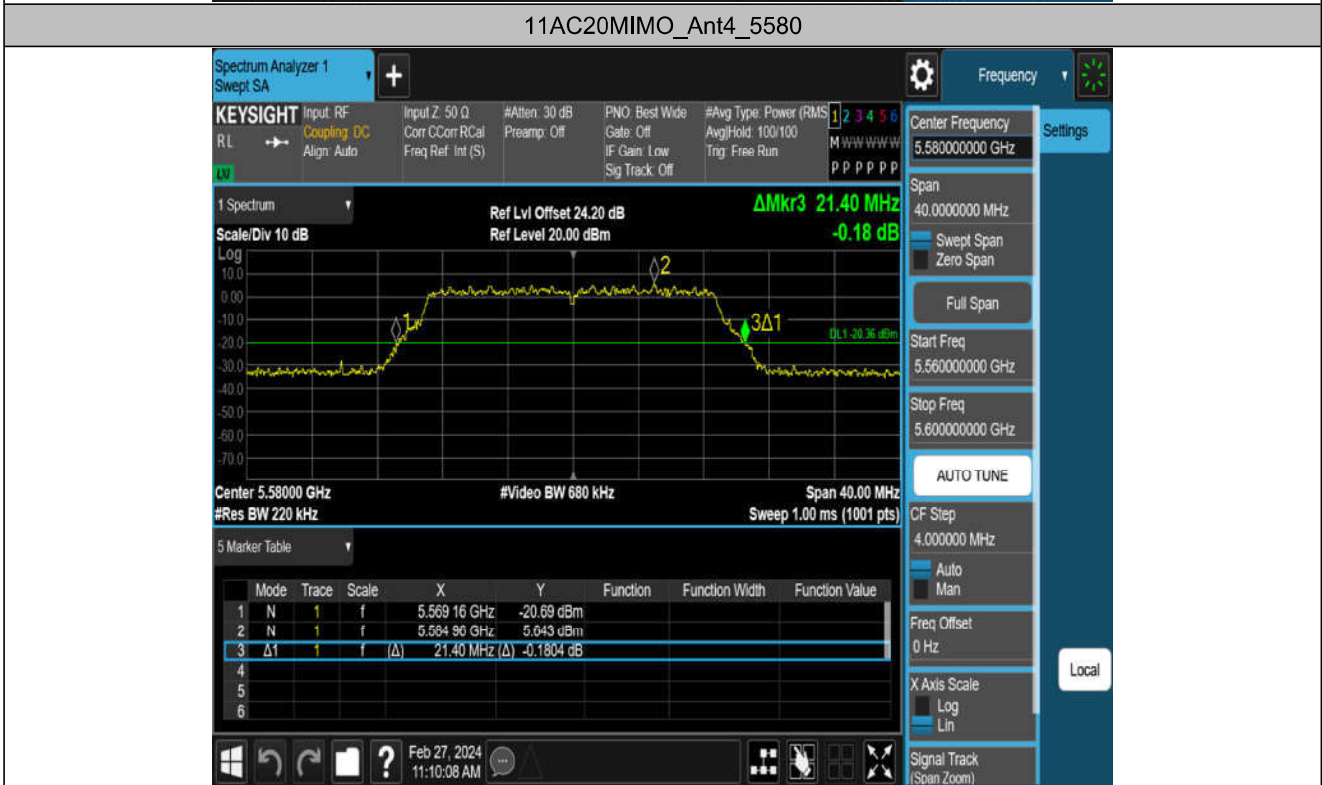 11AC20MIMO_Ant4_5580
Spectrum Analyzer 1
Swept SA
+
Frequency
KEYSIGHT
R L
LXI
Input: RF
Coupling: DC
Align: Auto
Input Z: 50 Ω
Corr CCorr RCal
Freq Ref: Int (S)
#Atten: 30 dB
Preamp: Off
PNO: Best Wide
Gate: Off
IF Gain: Low
Sig Track: Off
#Avg Type: Power (RMS
Avg|Hold: 100/100
Trig: Free Run
1 2 3 4 5 6
M W W W W W
P P P P P P
1 Spectrum
Scale/Div 10 dB
Ref Lvl Offset 24.20 dB
Ref Level 20.00 dBm
ΔMkr3 21.40 MHz
-0.18 dB
Log
10.0
0.00
-10.0
-20.0
-30.0
-40.0
-50.0
-60.0
-70.0
1
2
3Δ1
DL1 -20.36 dBm
Center 5.58000 GHz
#Res BW 220 kHz
#Video BW 680 kHz
Span 40.00 MHz
Sweep 1.00 ms (1001 pts)
5 Marker Table
Mode Trace Scale X Y Function Function Width Function Value
1 N 1 f 5.569 16 GHz -20.69 dBm
2 N 1 f 5.584 96 GHz 5.643 dBm
3 Δ1 1 f (Δ) 21.40 MHz (Δ) -0.1804 dB
4
5
6
?
Feb 27, 2024
11:10:08 AM
Center Frequency
5.580000000 GHz
Settings
Span
40.0000000 MHz
Swept Span
Zero Span
Full Span
Start Freq
5.560000000 GHz
Stop Freq
5.600000000 GHz
AUTO TUNE
CF Step
4.000000 MHz
Auto
Man
Freq Offset
0 Hz
Local
X Axis Scale
Log
Lin
Signal Track
(Span Zoom)